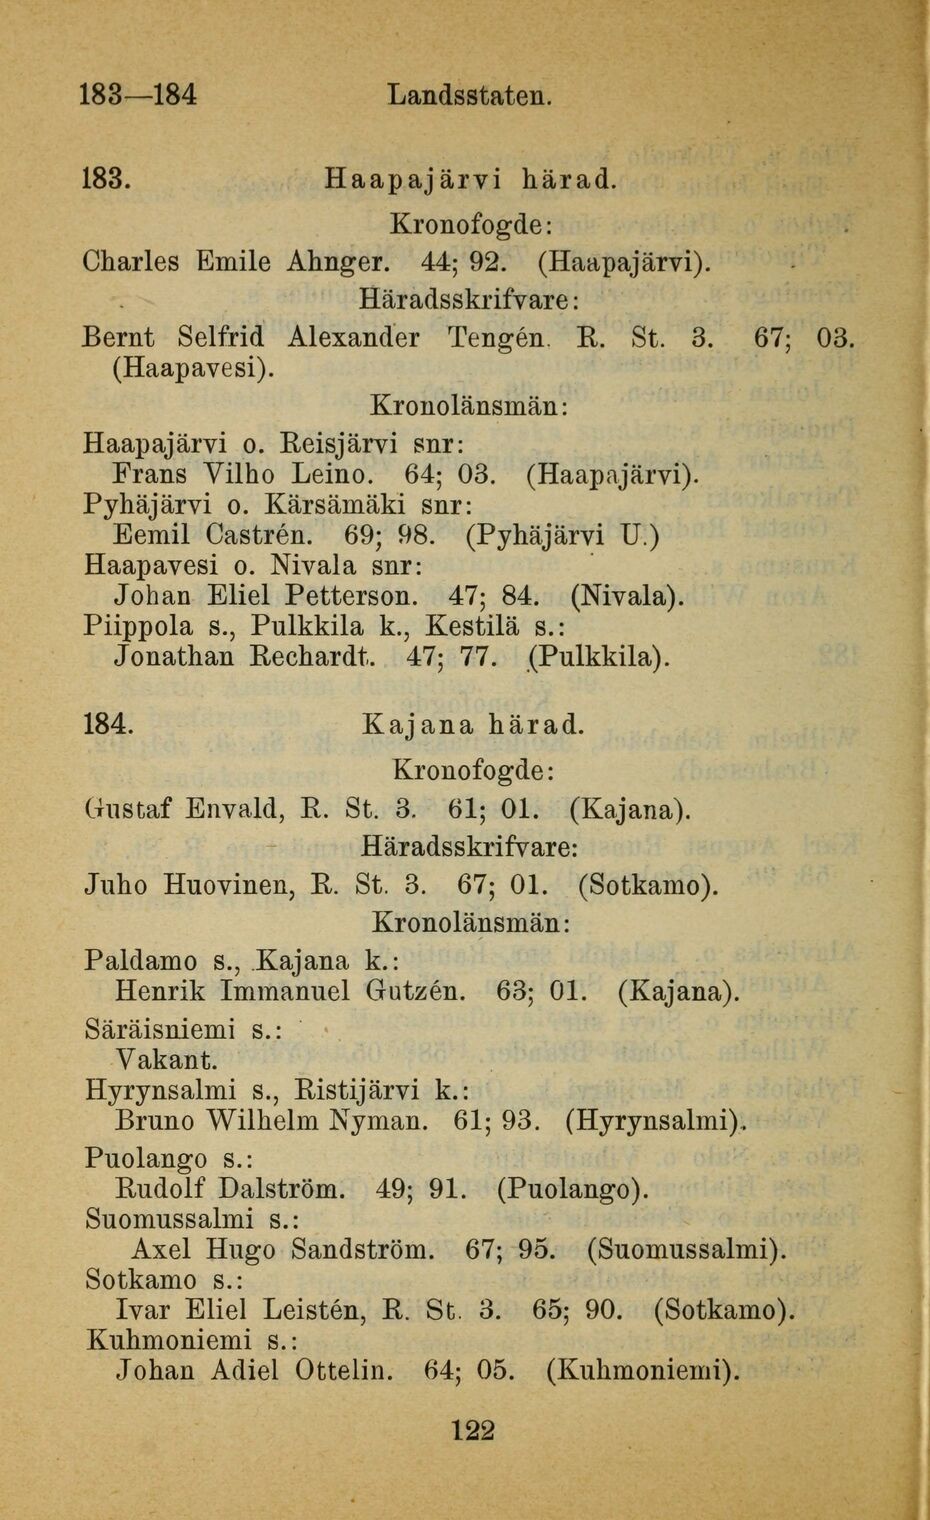 183—184 Landsstaten.
183. Haapajärvi härad.
Kronofogde:
Charles Emile Ahnger. 44; 92. (Haapajärvi).
Häradsskrifvare:
Bernt Selfrid Alexander Tengén. R. St. 3. 67; 03.
(Haapavesi).
Kronolänsmän:
Haapajärvi o. Reisjärvi snr:
Frans Vilho Leino. 64; 03. (Haapajärvi).
Pyhäjärvi o. Kärsämäki snr:
Eemil Castrén. 69; 98. (Pyhäjärvi U.)
Haapavesi o. Nivala snr:
Johan Eliel Petterson. 47; 84. (Nivala).
Piippola s., Pulkkila k., Kestilä s.:
Jonathan Rechardt. 47; 77. (Pulkkila).
184. Kajana härad.
Kronofogde:
Gustaf Envald, R. St. 3. 61; 01. (Kajana).
Häradsskrifvare:
Juho Huovinen, R. St. 3. 67; 01. (Sotkamo).
Kronolänsmän:
Paldamo s., Kajana k.:
Henrik Immanuel Gutzén. 63; 01. (Kajana).
Säräisniemi s.:
Vakant.
Hyrynsalmi s., Ristijärvi k.:
Bruno Wilhelm Nyman. 61; 93. (Hyrynsalmi).
Puolango s.:
Rudolf Dalström. 49; 91. (Puolango).
Suomussalmi s.:
Axel Hugo Sandström. 67; 95. (Suomussalmi).
Sotkamo s.:
Ivar Eliel Leistén, R. St. 3. 65; 90. (Sotkamo).
Kuhmoniemi s.:
Johan Adiel Ottelin. 64; 05. (Kuhmoniemi).
122